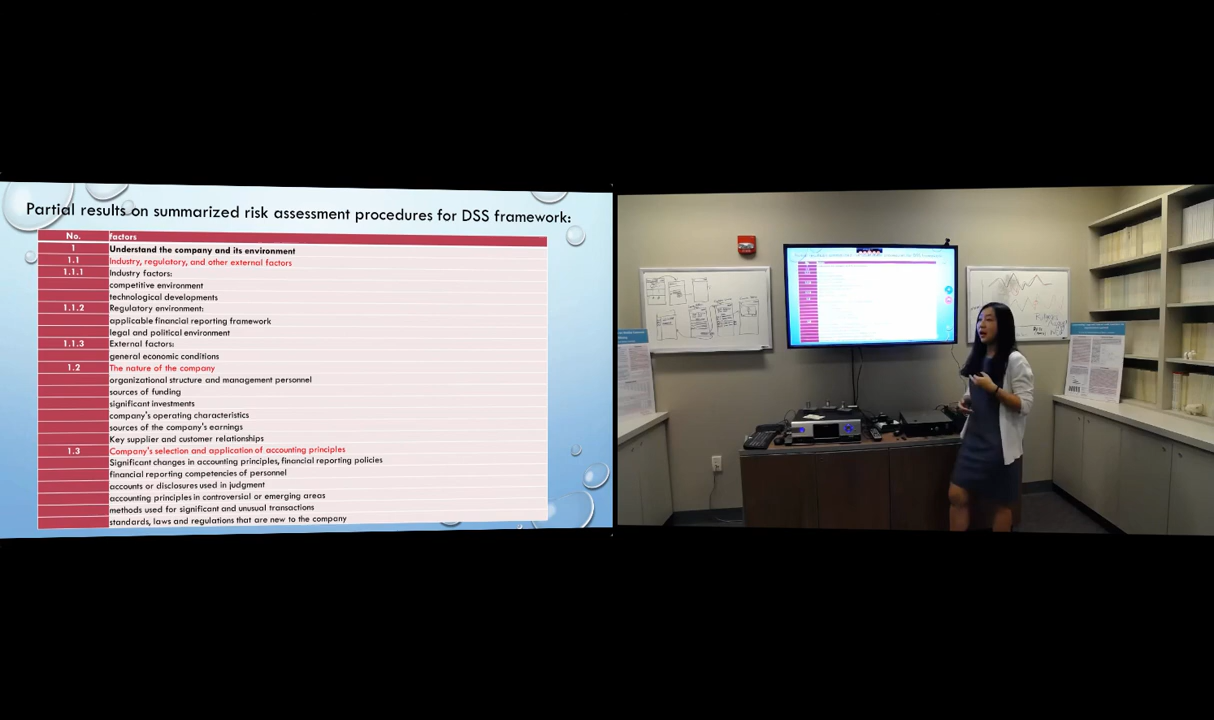 Partial results on summarized risk assessment procedures for DSS framework:
No. factors
1 Understand the company and its environment
1.1 Industry, regulatory, and other external factors
1.1.1 Industry factors:
competitive environment
technological developments
1.1.2 Regulatory environment:
applicable financial reporting framework
legal and political environment
1.1.3 External factors:
general economic conditions
1.2 The nature of the company
organizational structure and management personnel
sources of funding
significant investments
company's operating characteristics
sources of the company's earnings
Key supplier and customer relationships
1.3 Company's selection and application of accounting principles
Significant changes in accounting principles, financial reporting policies
financial reporting competencies of personnel
accounts or disclosures used in judgment
accounting principles in controversial or emerging areas
methods used for significant and unusual transactions
standards, laws and regulations that are new to the company